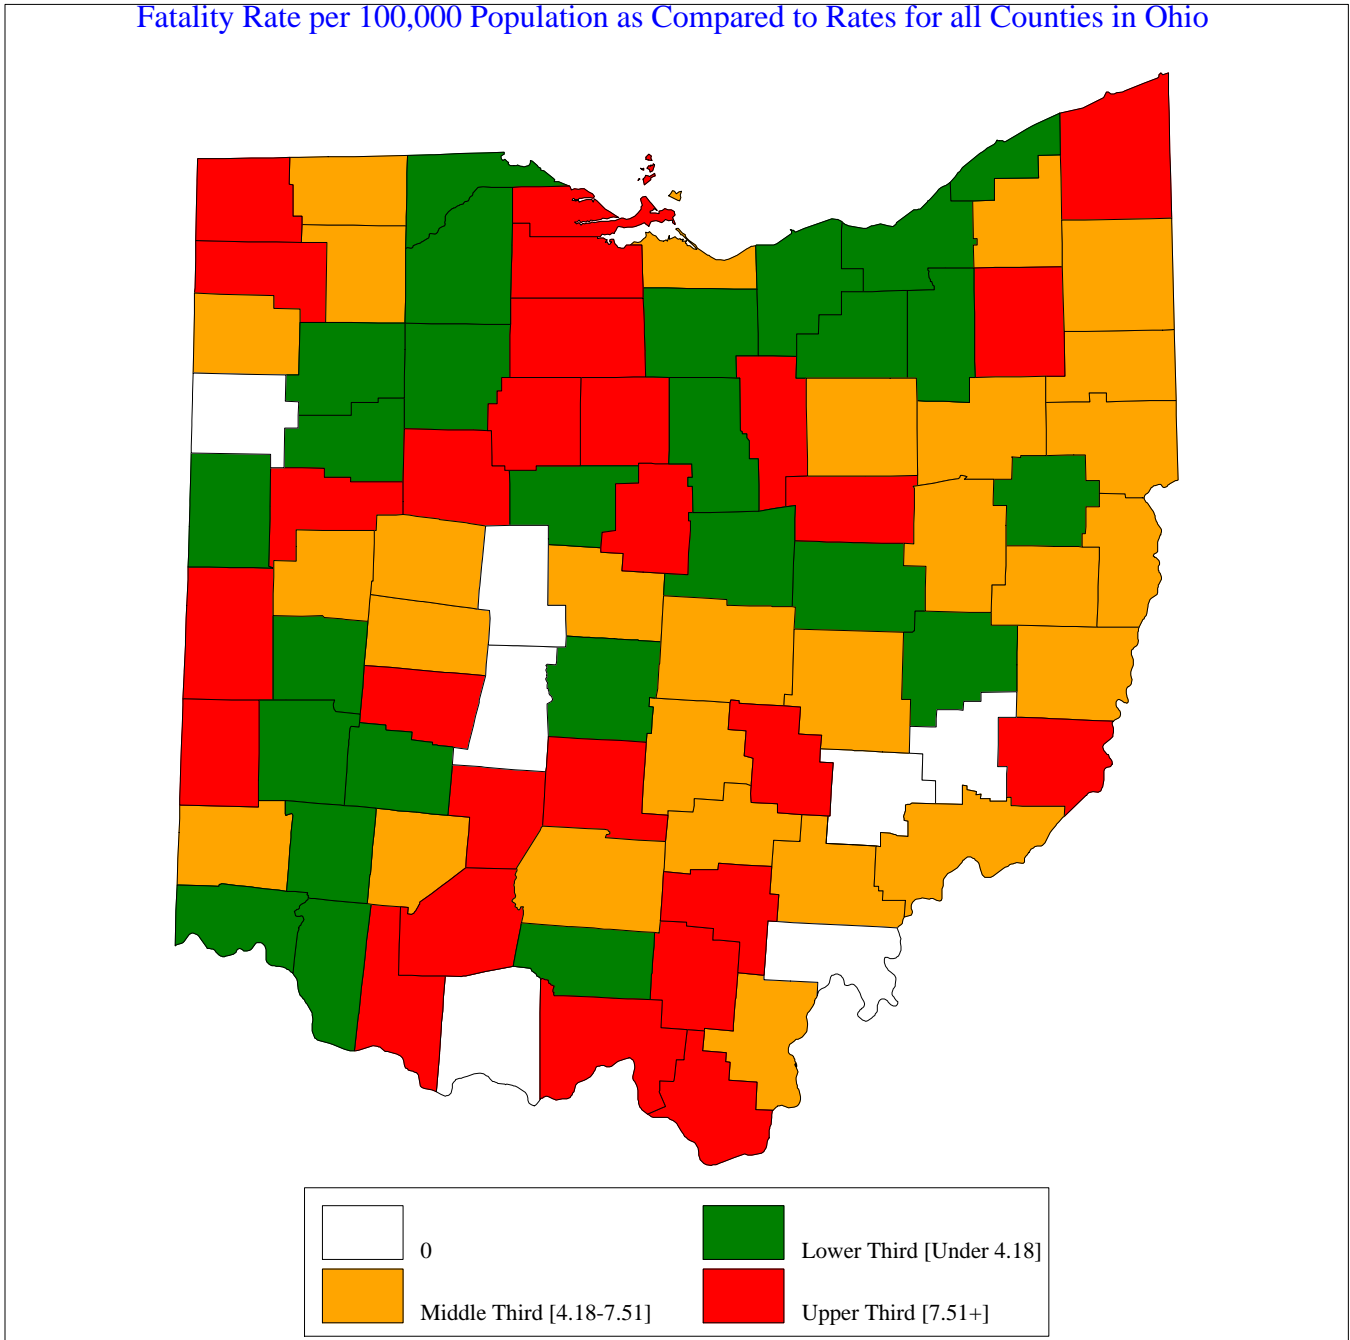 Fatality Rate per 100,000 Population as Compared to Rates for all Counties in Ohio
0
Lower Third [Under 4.18]
Middle Third [4.18-7.51]
Upper Third [7.51+]